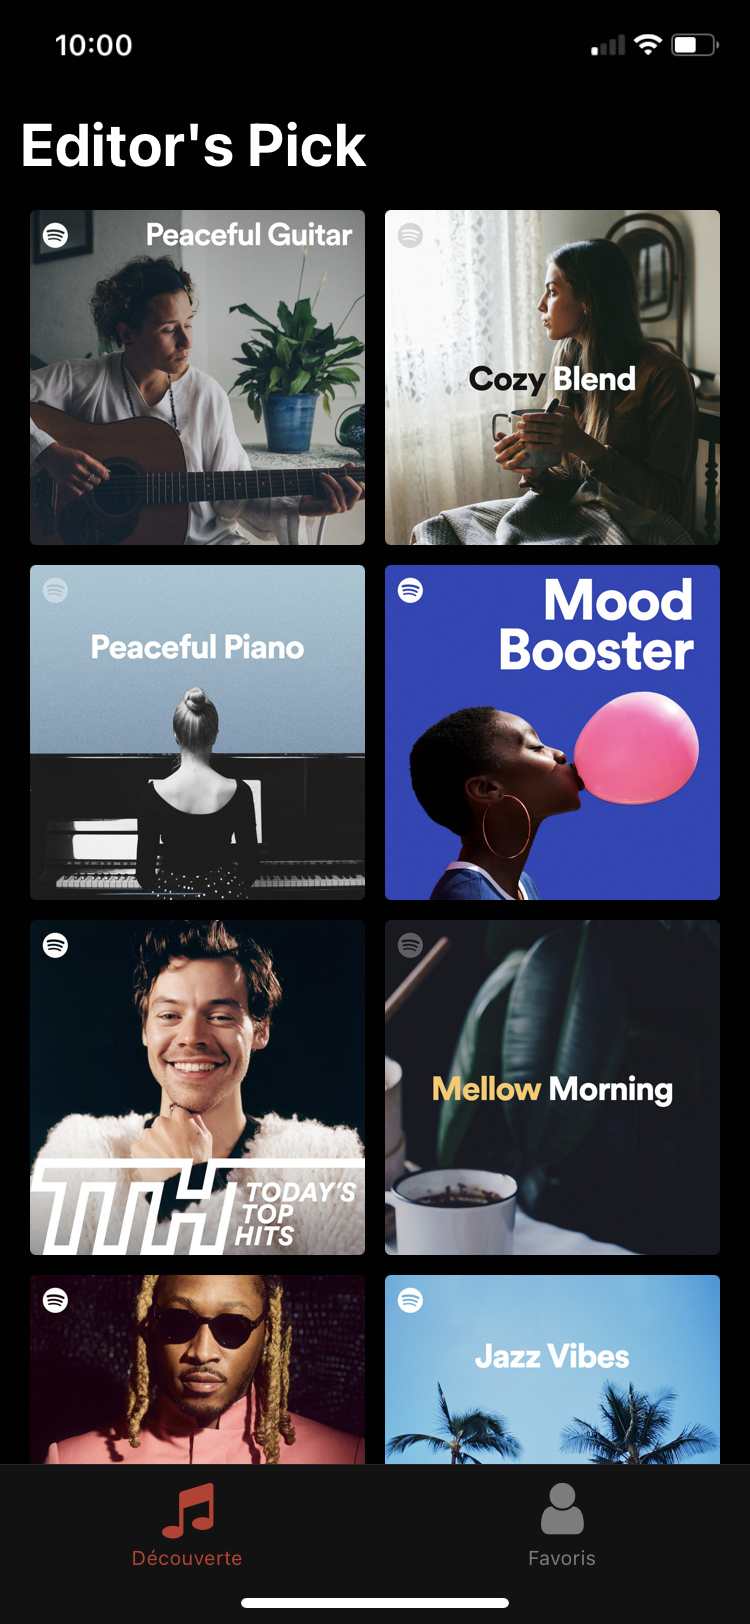 10:00
Editor's Pick
Peaceful Guitar
Cozy Blend
Peaceful Piano
Mood
Booster
TTH TODAY'S
TOP
HITS
Mellow Morning
Jazz Vibes
Découverte
Favoris